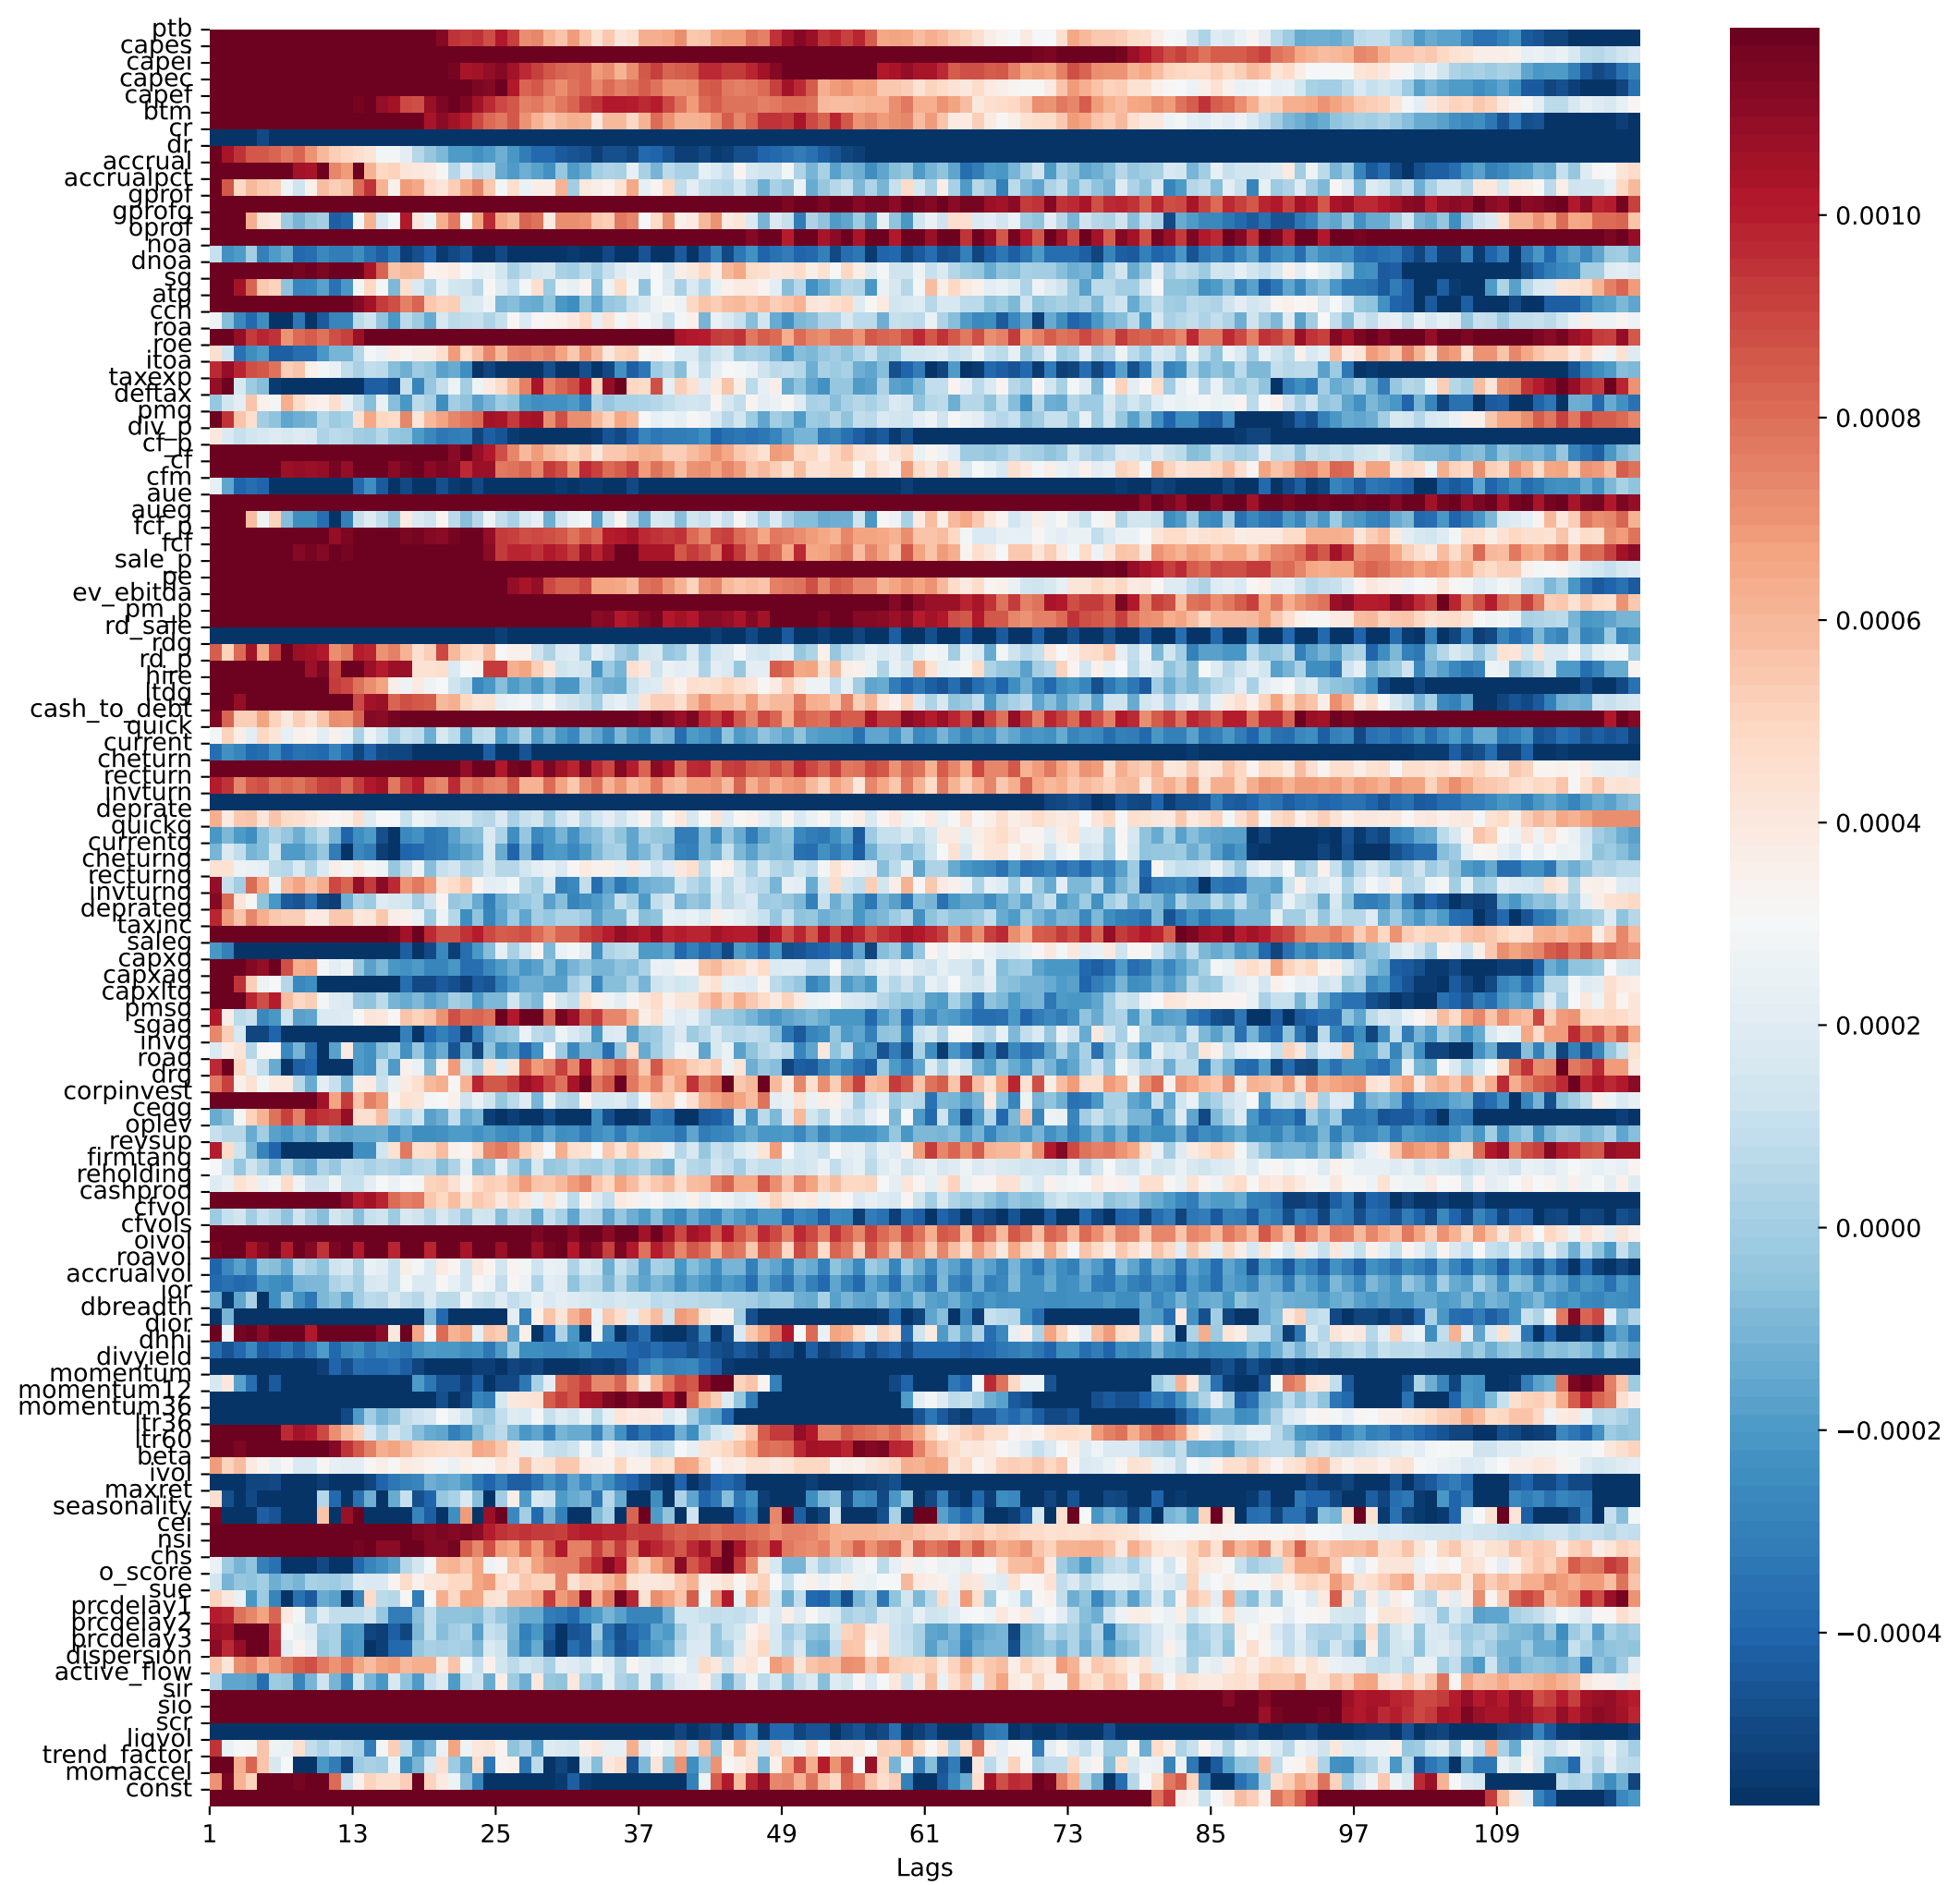 ptb
capes
capei
capec
capef
btm
cr
dr
accrual
accrualpct
gprof
gprofg
oprof
noa
dnoa
sg
atg
cch
roa
roe
itoa
taxexp
deftax
pmg
div_p
cf_p
cf
cfm
aue
aueg
fcf_p
fcf
sale_p
pe
ev_ebitda
pm_p
rd_sale
rdg
rd_p
hire
ltdg
cash_to_debt
quick
current
cheturn
recturn
invturn
deprate
quickg
currentg
cheturng
recturng
invturng
deprateg
taxinc
saleg
capxg
capxag
capxitg
pmsg
sgag
invg
roag
drg
corpinvest
ceqg
oplev
revsup
firmtang
reholding
cashprod
cfvol
cfvols
oivol
roavol
accrualvol
ior
dbreadth
dior
dhhi
divyield
momentum
momentum12
momentum36
ltr36
ltr60
beta
ivol
maxret
seasonality
cei
nsi
chs
o_score
sue
prcdelay1
prcdelay2
prcdelay3
dispersion
active_flow
sir
sio
scr
liqvol
trend_factor
momaccel
const
1 13 25 37 49 61 73 85 97 109
Lags
0.0010
0.0008
0.0006
0.0004
0.0002
0.0000
−0.0002
−0.0004